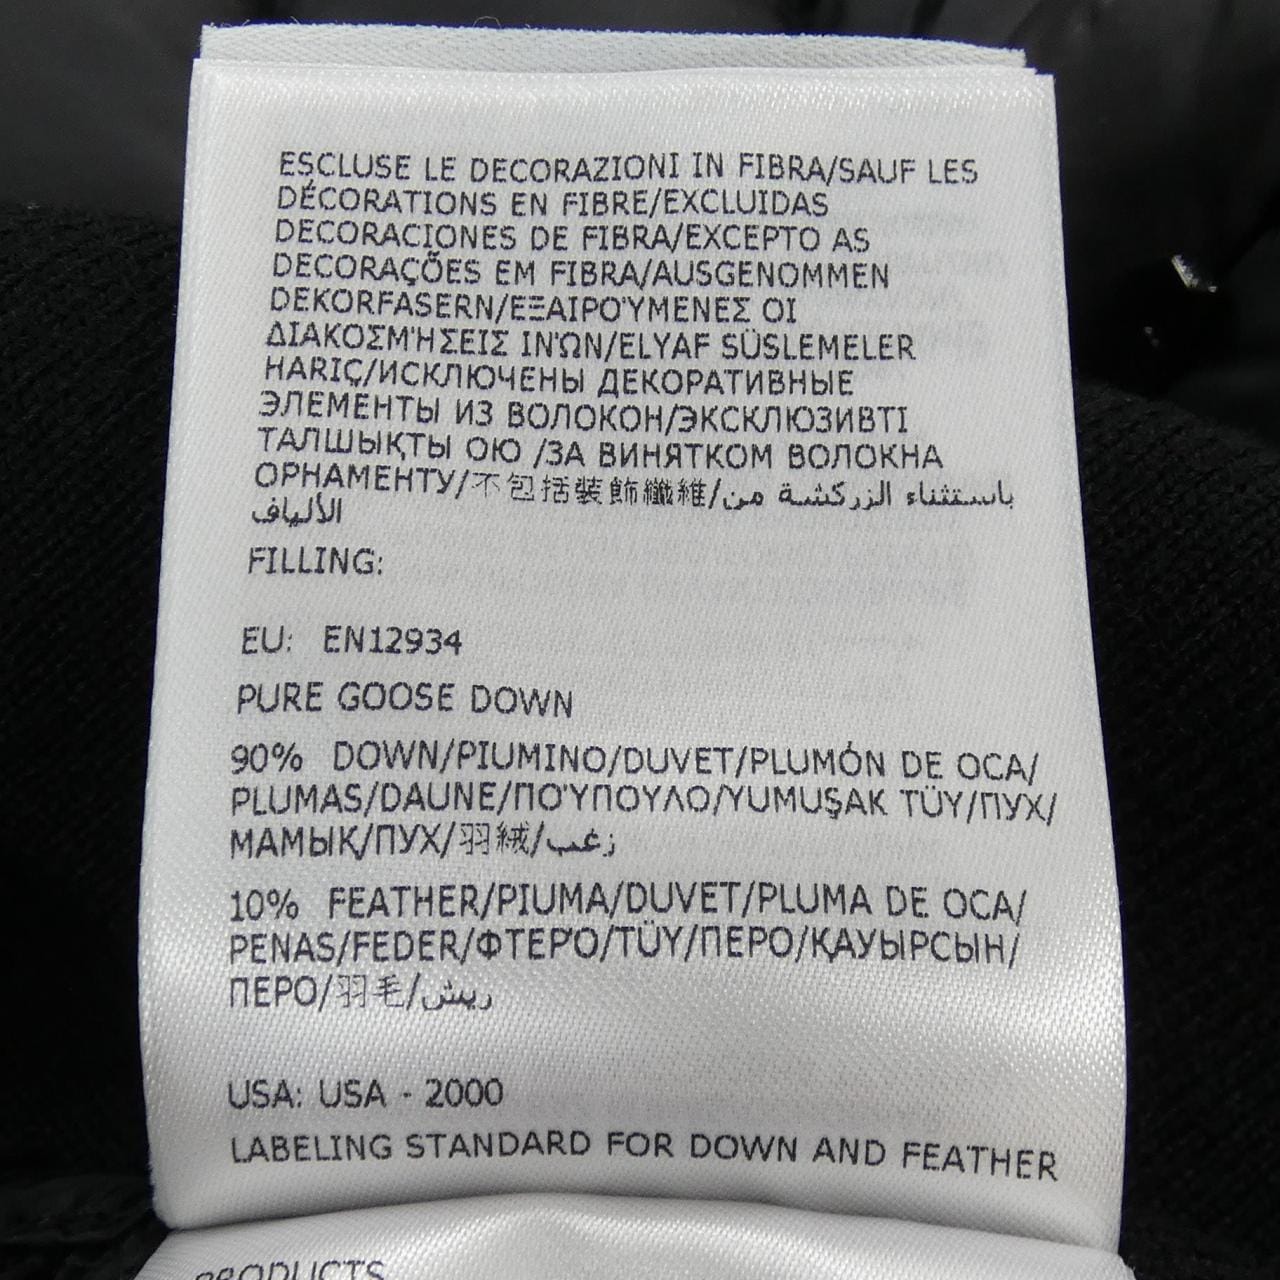 ESCLUSE LE DECORAZIONI IN FIBRA/SAUF LES
DÉCORATIONS EN FIBRE/EXCLUIDAS
DECORACIONES DE FIBRA/EXCEPTO AS
DECORAÇÕES EM FIBRA/AUSGENOMMEN
DEKORFASERN/ΕΞΑΙΡΟΎΜΕΝΕΣ ΟΙ
ΔΙΑΚΟΣΜΉΣΕΙΣ ΙΝΏΝ/ELYAF SÜSLEMELER
HARIÇ/ИСКЛЮЧЕНЫ ДЕКОРАТИВНЫЕ
ЭЛЕМЕНТЫ ИЗ ВОЛОКОН/ЭКСКЛЮЗИВТІ
ТАЛШЫҚТЫ ОЮ /ЗА ВИНЯТКОМ ВОЛОКНА
ОРНАМЕНТУ/不包括裝飾纖維/باستثناء الزركشة من
الألياف
FILLING:
EU: EN12934
PURE GOOSE DOWN
90% DOWN/PIUMINO/DUVET/PLUMÓN DE OCA/
PLUMAS/DAUNE/ΠΟΎΠΟΥΛΟ/YUMUŞAK TÜY/ПУХ/
МАМЫҚ/ПУХ/羽絨/زغب
10% FEATHER/PIUMA/DUVET/PLUMA DE OCA/
PENAS/FEDER/ΦΤΕΡΌ/TÜY/ПЕРО/ҚАУЫРСЫН/
ПЕРО/羽毛/ريش
USA: USA - 2000
LABELING STANDARD FOR DOWN AND FEATHER
PRODUCTS